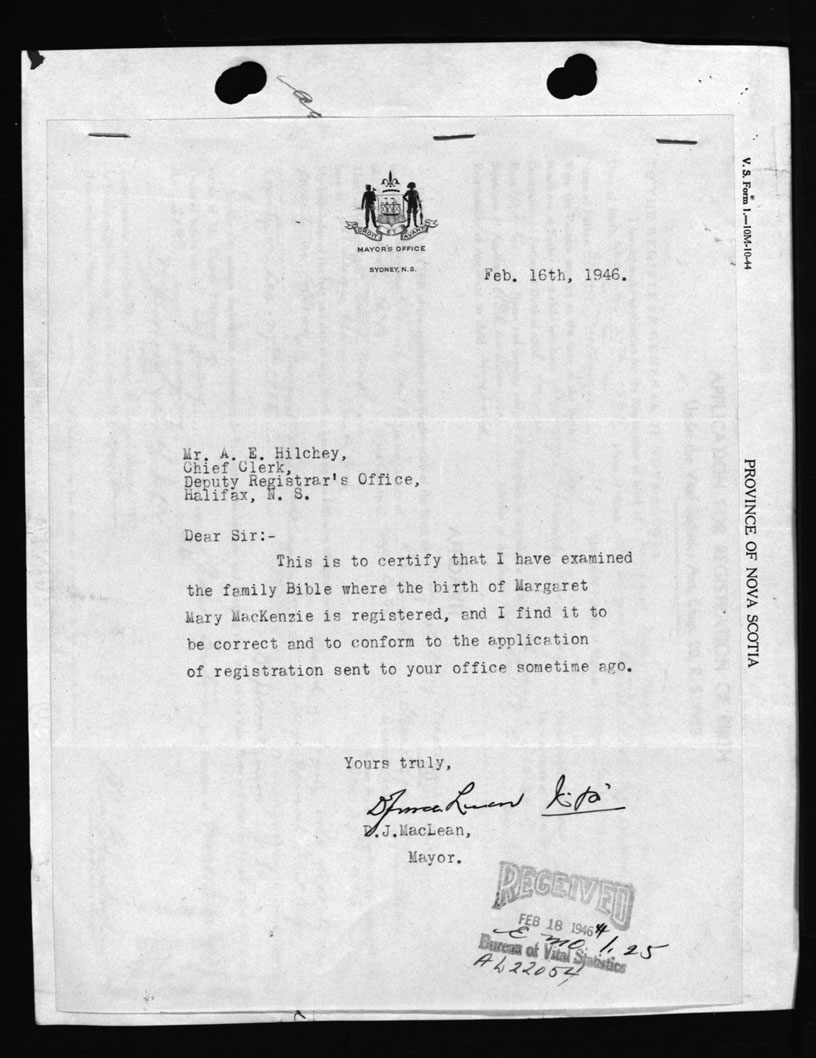 DROIT ET AVANT
MAYOR'S OFFICE
SYDNEY, N.S.
Feb. 16th, 1946.
Mr. A. E. Hilchey,
Chief Clerk,
Deputy Registrar's Office,
Halifax, N. S.
Dear Sir:-
This is to certify that I have examined
the family Bible where the birth of Margaret
Mary MacKenzie is registered, and I find it to
be correct and to conform to the application
of registration sent to your office sometime ago.
Yours truly,
D.J.MacLean,
Mayor.
RECEIVED
FEB 18 1946
1.25
Bureau of Vital Statistics
V. S. Form 1.—10M-10-44
PROVINCE OF NOVA SCOTIA